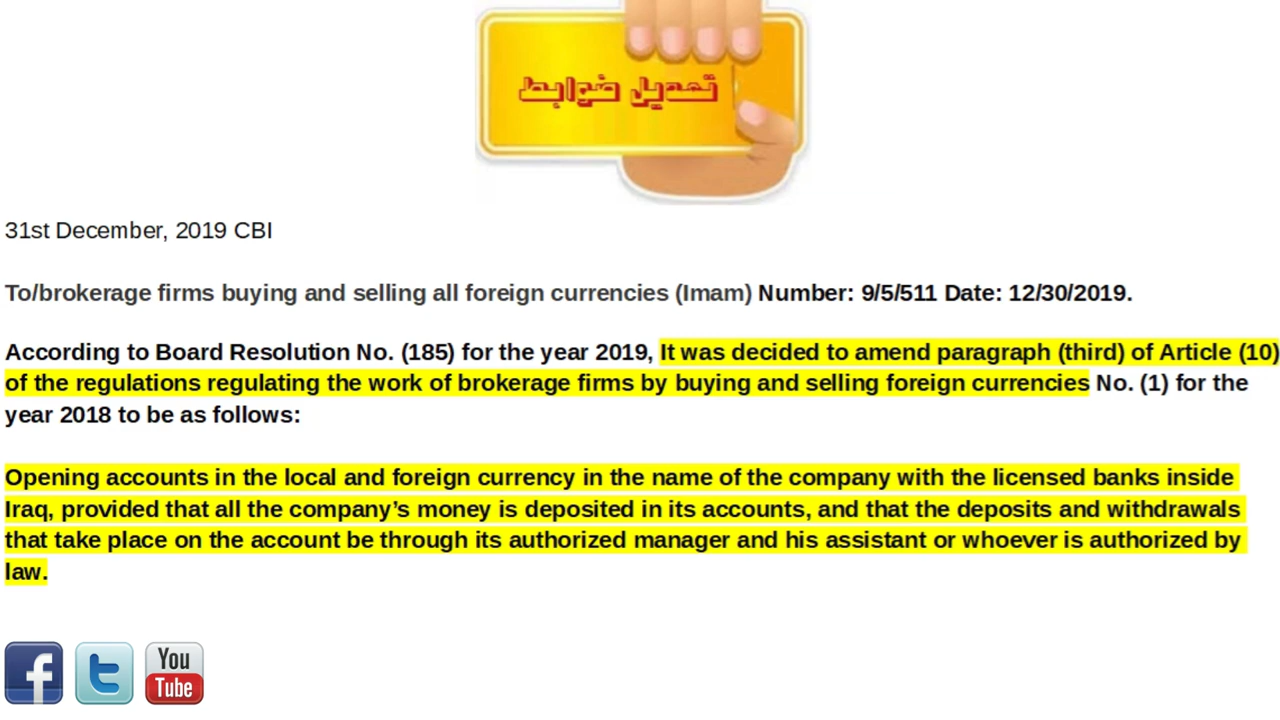 تعديل ضوابط
31st December, 2019 CBI
To/brokerage firms buying and selling all foreign currencies (Imam) Number: 9/5/511 Date: 12/30/2019.
According to Board Resolution No. (185) for the year 2019, It was decided to amend paragraph (third) of Article (10)
of the regulations regulating the work of brokerage firms by buying and selling foreign currencies No. (1) for the
year 2018 to be as follows:
Opening accounts in the local and foreign currency in the name of the company with the licensed banks inside
Iraq, provided that all the company’s money is deposited in its accounts, and that the deposits and withdrawals
that take place on the account be through its authorized manager and his assistant or whoever is authorized by
law.
f t You
Tube